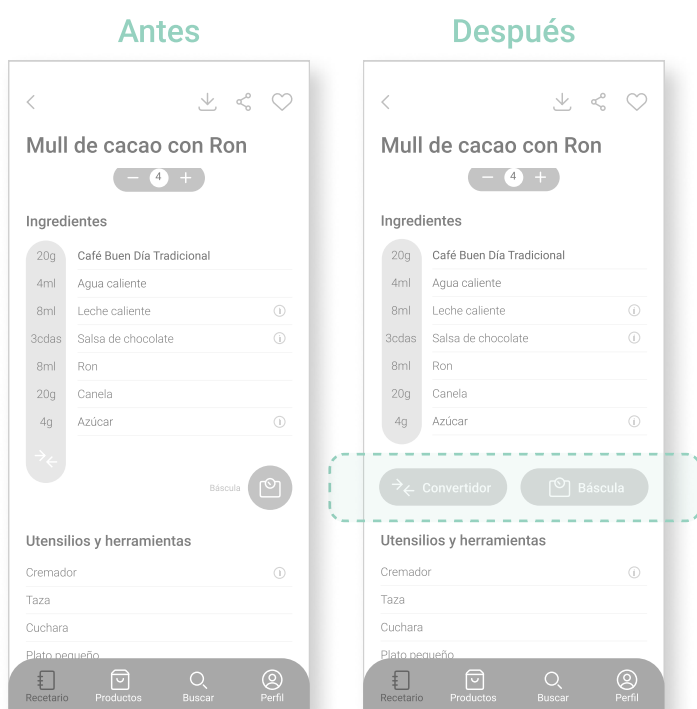 Antes
Mull de cacao con Ron
4
Ingredientes
20g Café Buen Día Tradicional
4ml Agua caliente
8ml Leche caliente
3cdas Salsa de chocolate
8ml Ron
20g Canela
4g Azúcar
Báscula
Utensilios y herramientas
Cremador
Taza
Cuchara
Plato pequeño
Recetario Productos Buscar Perfil
Después
Mull de cacao con Ron
4
Ingredientes
20g Café Buen Día Tradicional
4ml Agua caliente
8ml Leche caliente
3cdas Salsa de chocolate
8ml Ron
20g Canela
4g Azúcar
Convertidor Báscula
Utensilios y herramientas
Cremador
Taza
Cuchara
Plato pequeño
Recetario Productos Buscar Perfil